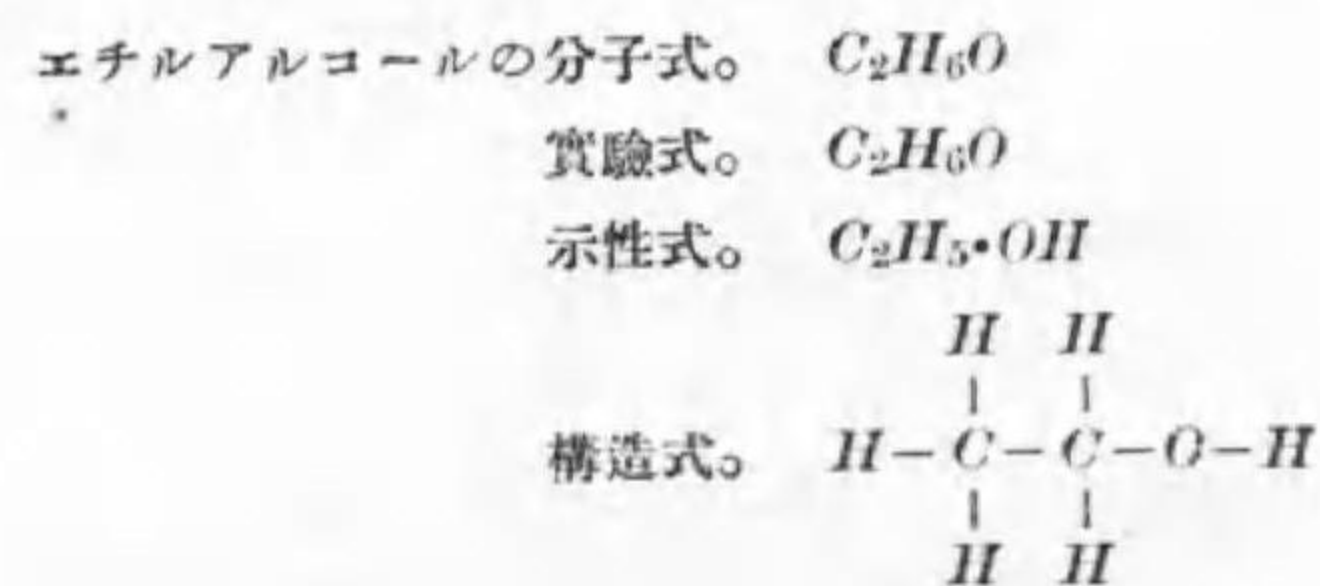 エチルアルコールの分子式。 C₂H₆O
實驗式。 C₂H₆O
示性式。 C₂H₅•OH
H H
| |
構造式。 H－C－C－O－H
| |
H H